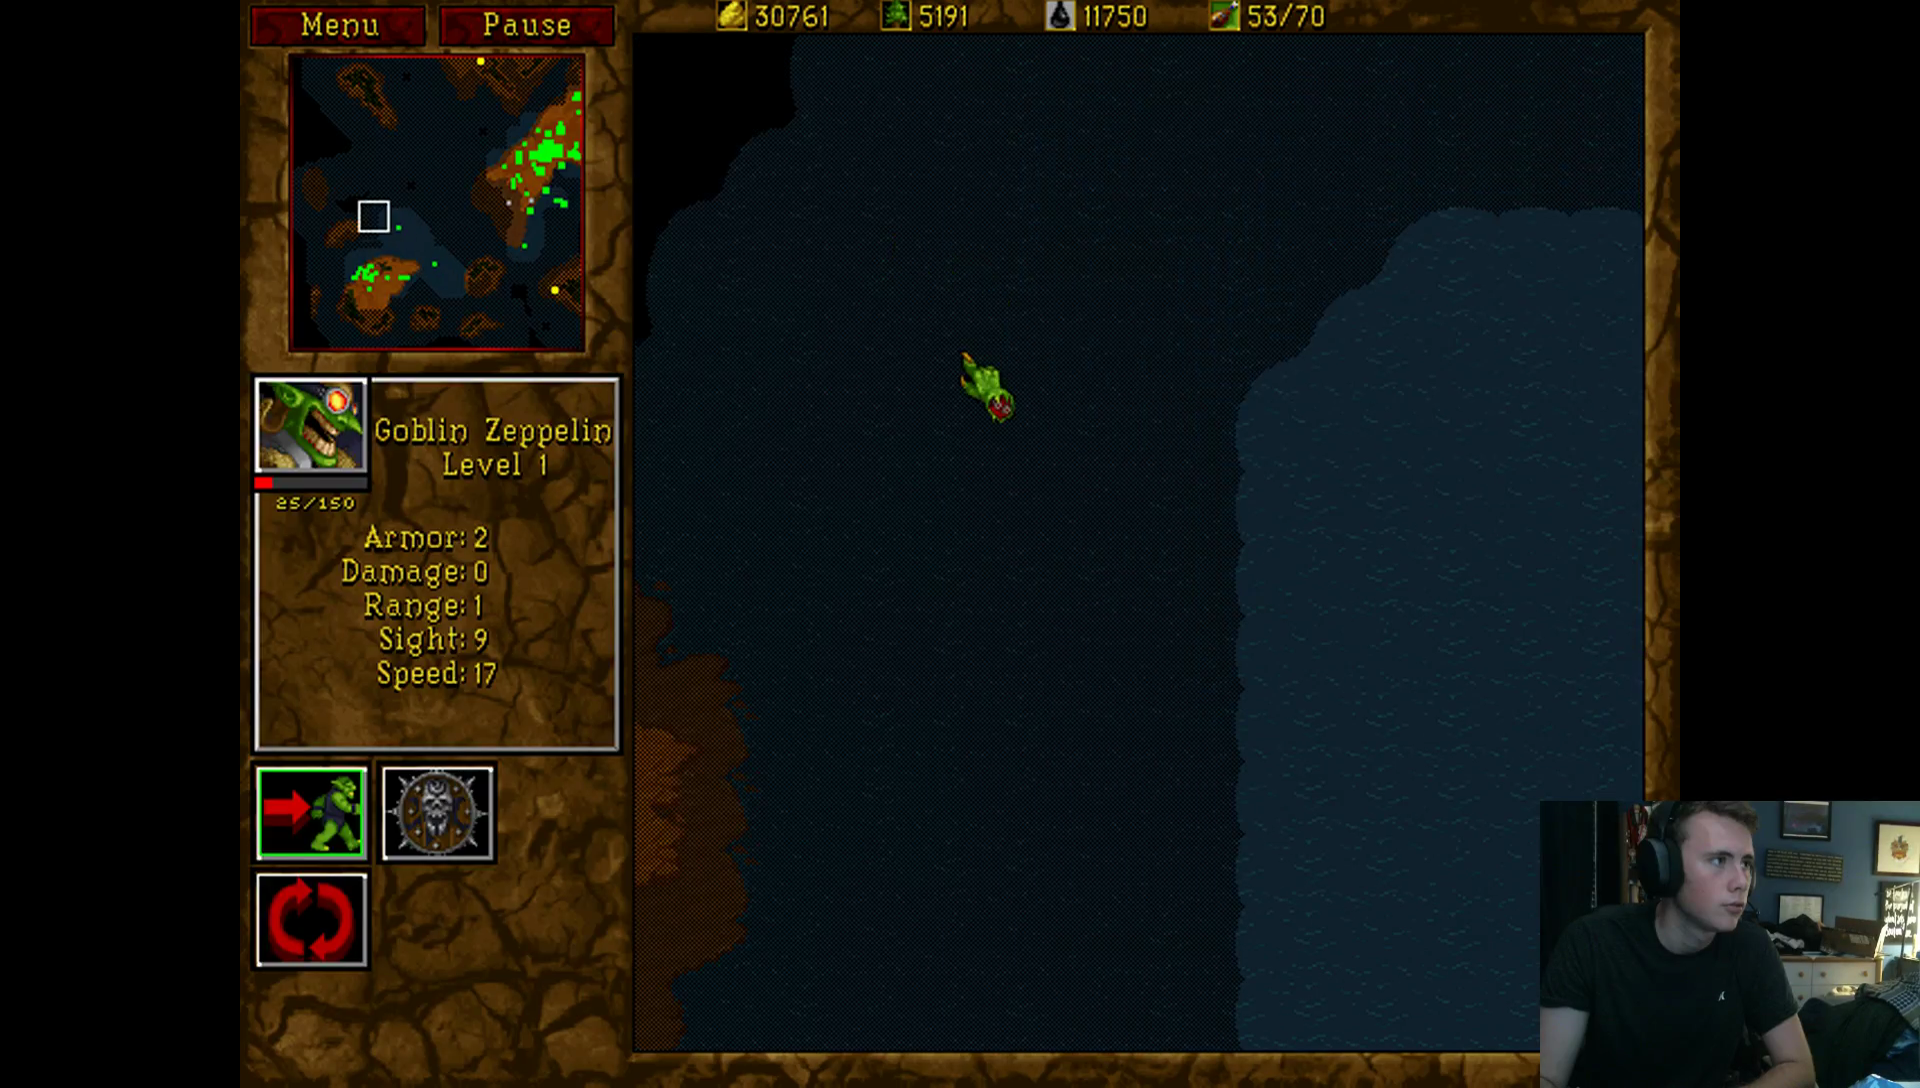 Menu
Pause
30761
5191
11750
53/70
Goblin Zeppelin
Level 1
25/150
Armor: 2
Damage: 0
Range: 1
Sight: 9
Speed: 17